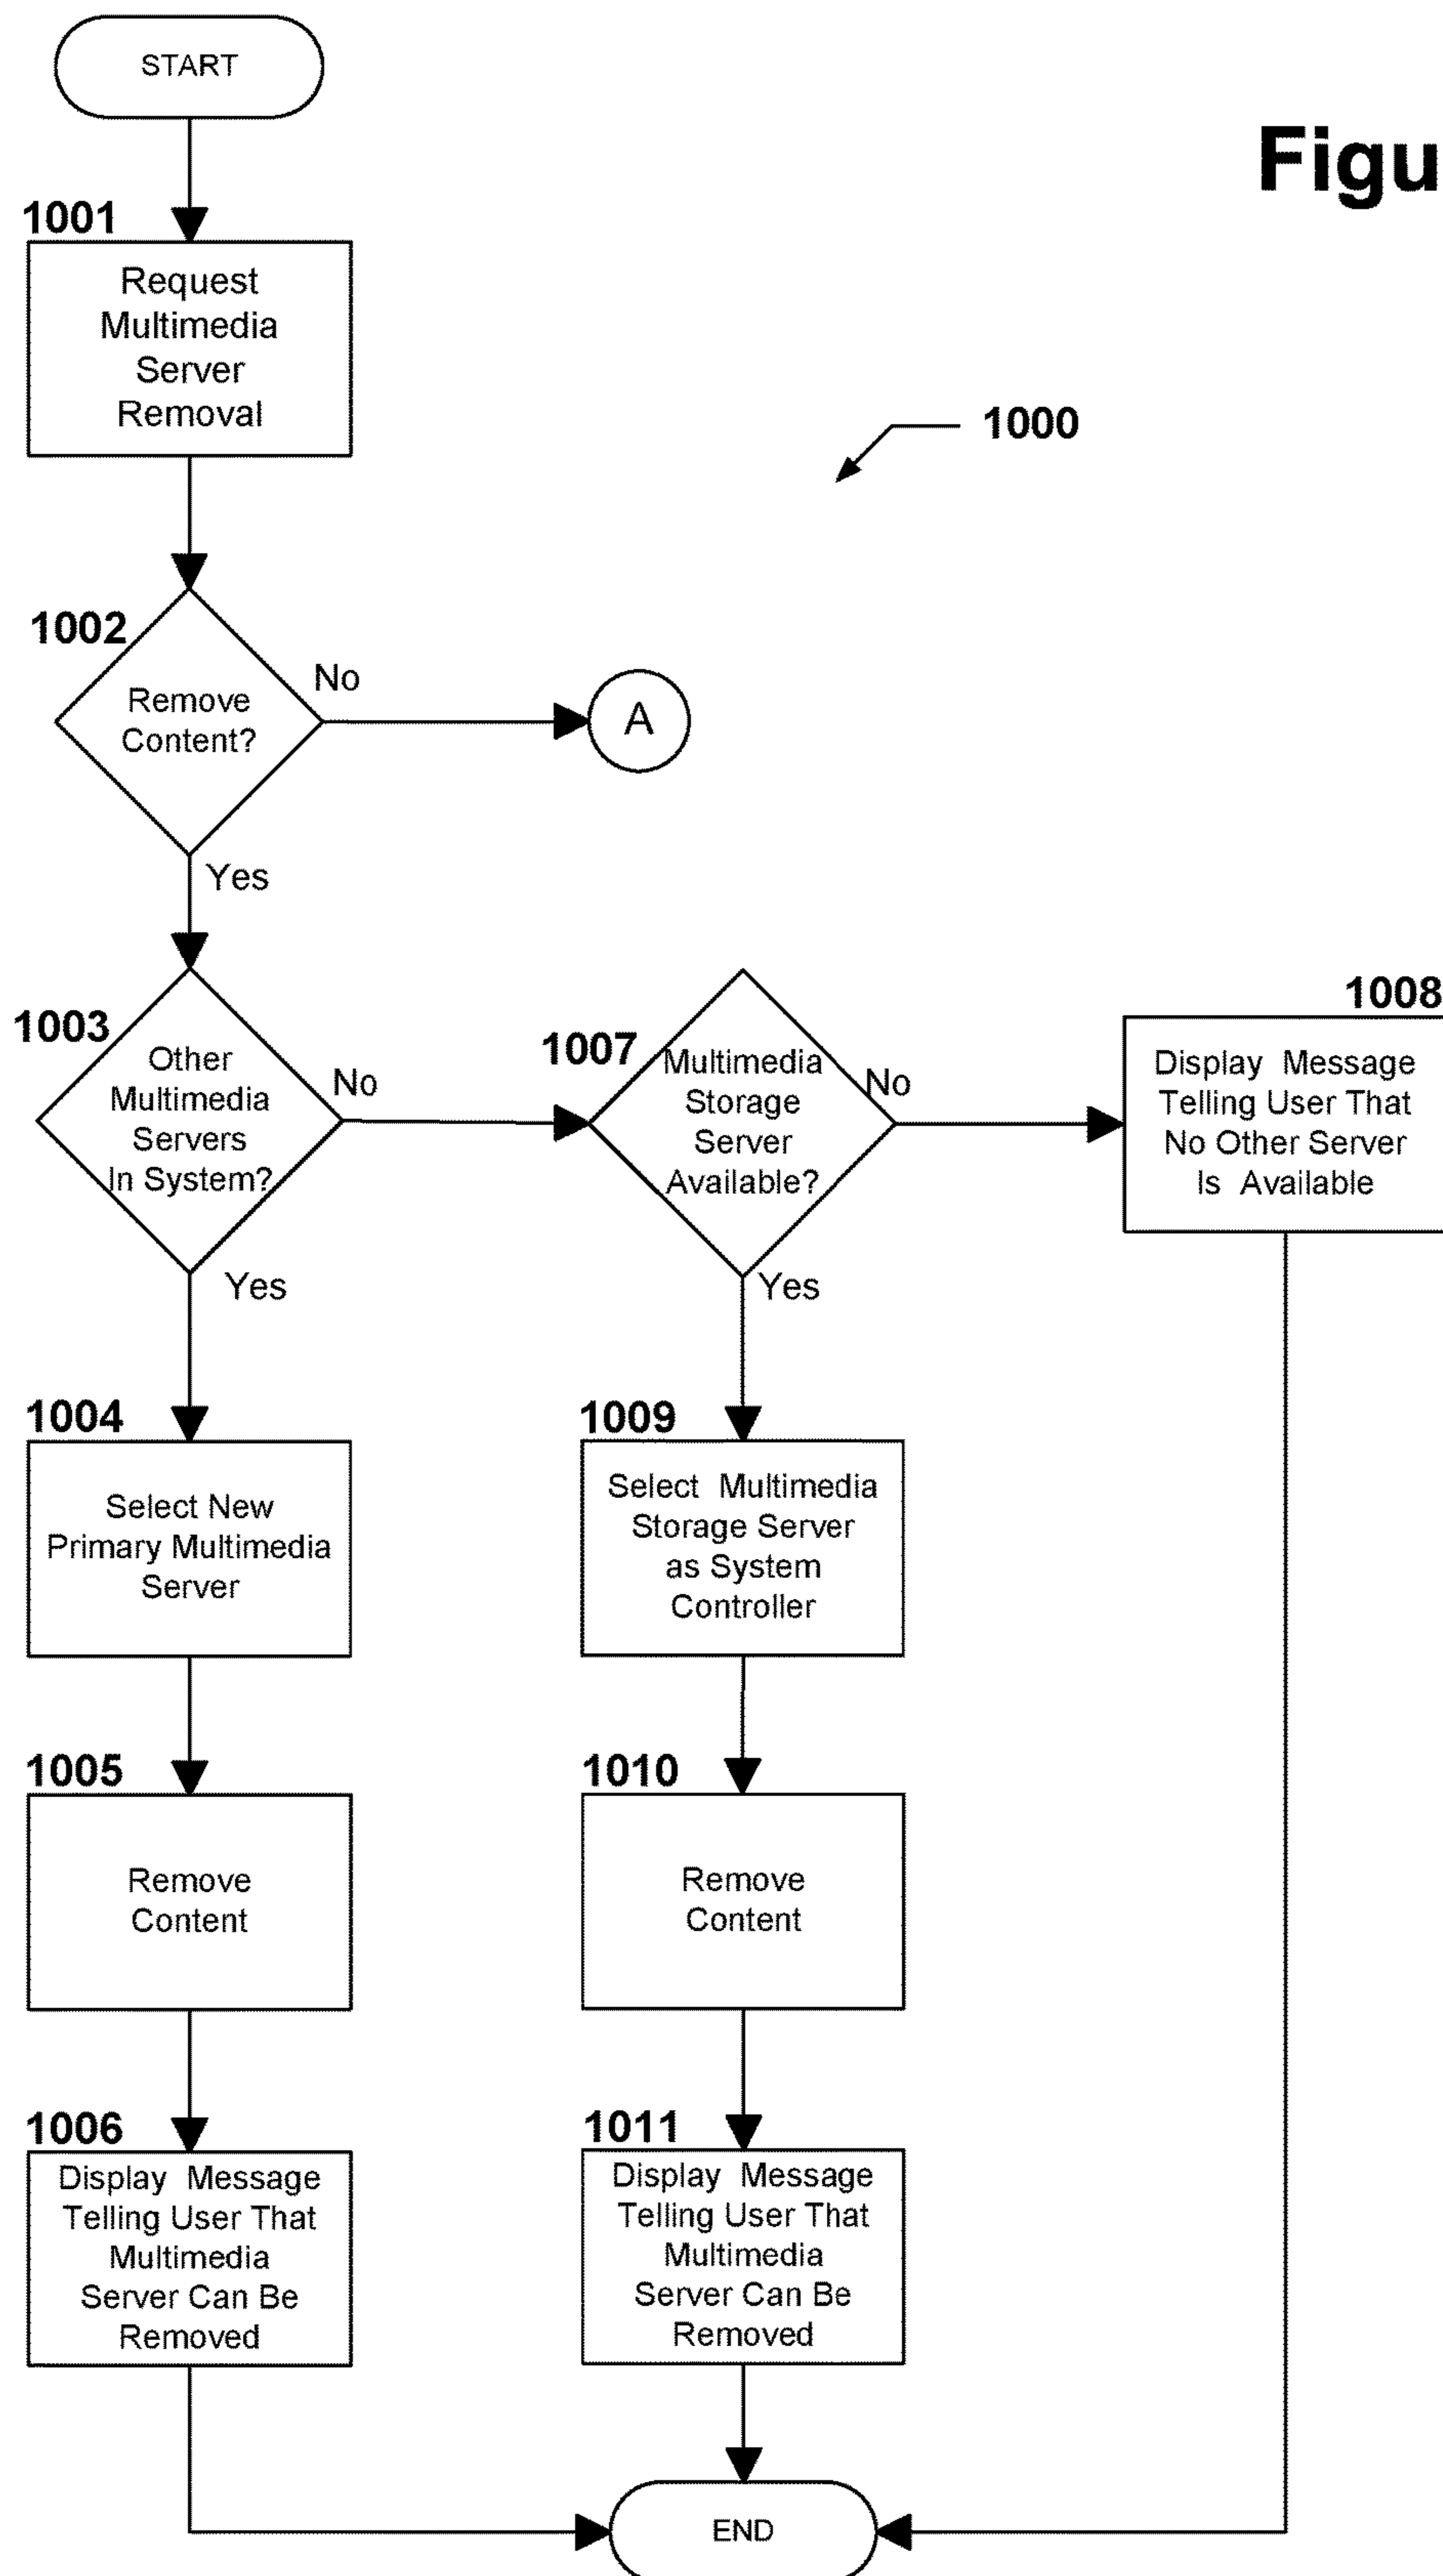 START
Figu
1001
Request
Multimedia
Server
Removal
1000
1002
Remove
Content?
No
A
Yes
1003
Other
Multimedia
Servers
In System?
No
1007
Multimedia
Storage
Server
Available?
No
1008
Display Message
Telling User That
No Other Server
Is Available
Yes
Yes
1004
Select New
Primary Multimedia
Server
1009
Select Multimedia
Storage Server
as System
Controller
1005
Remove
Content
1010
Remove
Content
1006
Display Message
Telling User That
Multimedia
Server Can Be
Removed
1011
Display Message
Telling User That
Multimedia
Server Can Be
Removed
END